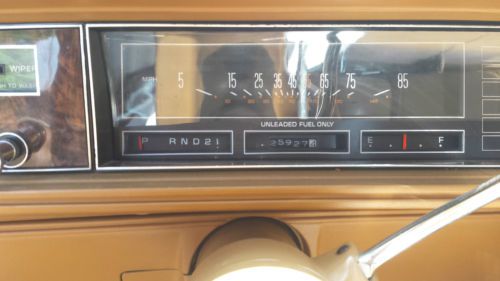 WIPER
MPH 5 15 25 35 45 55 65 75 85
UNLEADED FUEL ONLY
P R N D 2 1
25927
E F